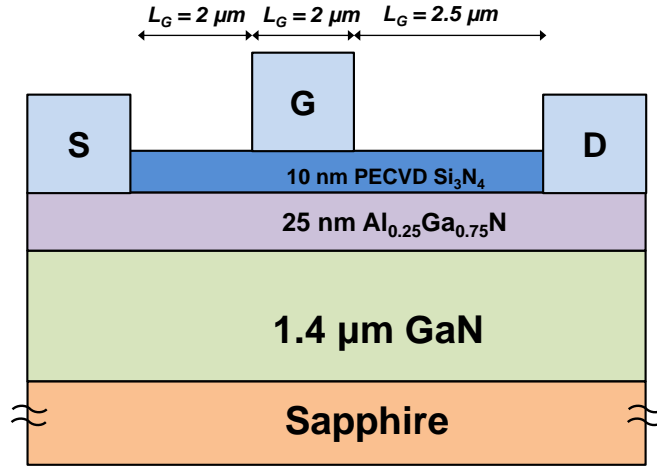 L_G = 2 µm L_G = 2 µm L_G = 2.5 µm
G
S
D
10 nm PECVD Si₃N₄
25 nm Al₀.₂₅Ga₀.₇₅N
1.4 µm GaN
Sapphire